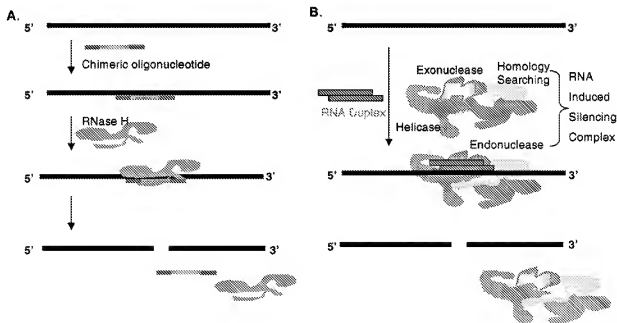 A.
5' 3'
Chimeric oligonucleotide
5' 3'
RNase H
5' 3'
5' 3'
B.
5' 3'
Exonuclease
Homology
Searching
RNA
Induced
Silencing
Complex
RNA Duplex
Helicase
Endonuclease
5' 3'
5' 3'